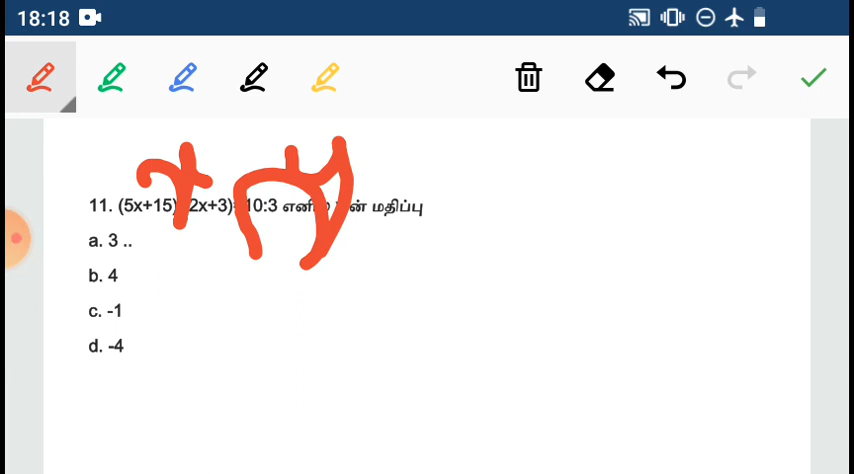 18:18
11. (5x+15) 2x+3) 10:3 மதிப்பு
a. 3 ..
b. 4
c. -1
d. -4